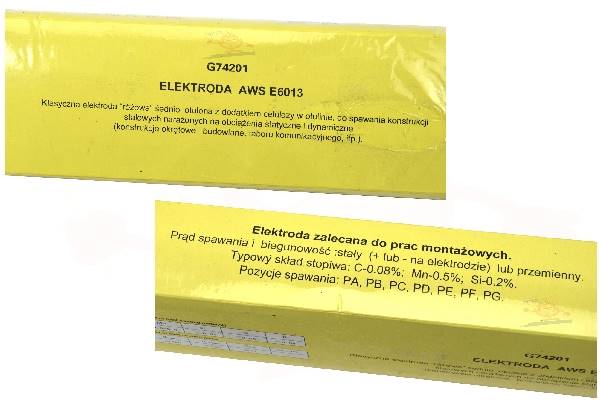 G74201
ELEKTRODA AWS E6013
Klasyczna elektroda "różowa" średnio otulona z dodatkiem celulozy w otulinie, do spawania konstrukcji
stalowych narażonych na obciążenia statyczne i dynamiczne
(konstrukcje okrętowe, budowlane, taboru komunikacyjnego, itp.).
Elektroda zalecana do prac montażowych.
Prąd spawania i biegunowość :stały (+ lub - na elektrodzie) lub przemienny.
Typowy skład stopiwa; C-0.08%; Mn-0.5%; Si-0.2%.
Pozycje spawania; PA, PB, PC, PD, PE, PF, PG.
G74201
ELEKTRODA AWS E